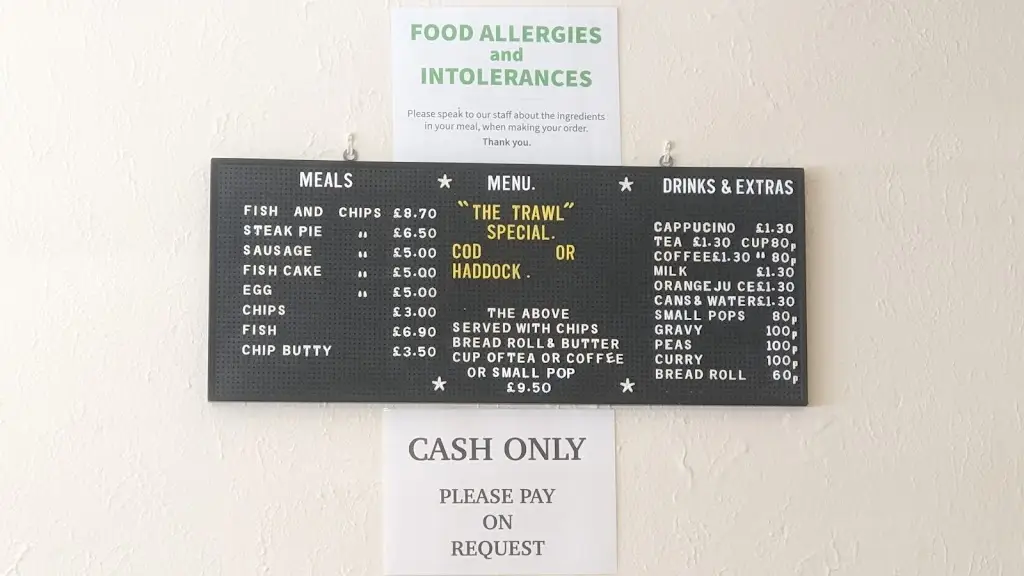 FOOD ALLERGIES
and
INTOLERANCES
Please speak to our staff about the ingredients
in your meal, when making your order.
Thank you.
MEALS
FISH AND CHIPS £8.70
STEAK PIE " £6.50
SAUSAGE " £5.00
FISH CAKE " £5.00
EGG " £5.00
CHIPS £3.00
FISH £6.90
CHIP BUTTY £3.50
★ MENU. ★
"THE TRAWL"
SPECIAL.
COD OR
HADDOCK.
THE ABOVE
SERVED WITH CHIPS
BREAD ROLL & BUTTER
CUP OFTEA OR COFFEE
OR SMALL POP
★ £9.50 ★
DRINKS & EXTRAS
CAPPUCINO £1.30
TEA £1.30 CUP80p
COFFEE£1.30 " 80p
MILK £1.30
ORANGEJU CE£1.30
CANS& WATER£1.30
SMALL POPS 80p
GRAVY 100p
PEAS 100p
CURRY 100p
BREAD ROLL 60p
CASH ONLY
PLEASE PAY
ON
REQUEST